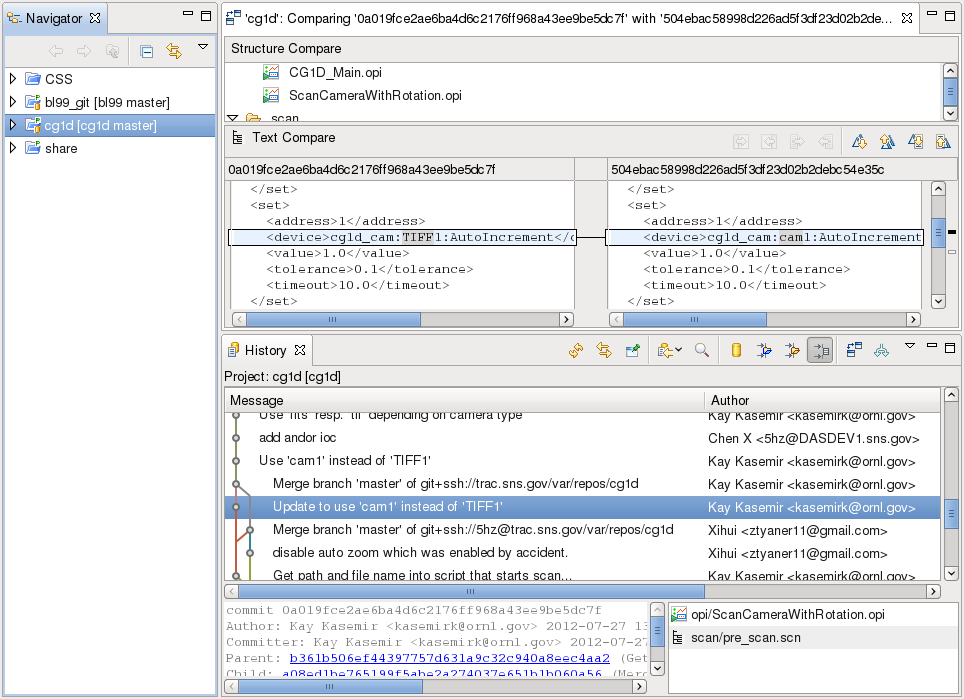 Navigator
CSS
bl99_git [bl99 master]
cg1d [cg1d master]
share
'cg1d': Comparing '0a019fce2ae6ba4d6c2176ff968a43ee9be5dc7f' with '504ebac58998d226ad5f3df23d02b2de...
Structure Compare
CG1D_Main.opi
ScanCameraWithRotation.opi
scan
Text Compare
0a019fce2ae6ba4d6c2176ff968a43ee9be5dc7f
</set>
<set>
<address>1</address>
<device>cg1d_cam:TIFF1:AutoIncrement</d
<value>1.0</value>
<tolerance>0.1</tolerance>
<timeout>10.0</timeout>
</set>
504ebac58998d226ad5f3df23d02b2debc54e35c
</set>
<set>
<address>1</address>
<device>cg1d_cam:cam1:AutoIncrement
<value>1.0</value>
<tolerance>0.1</tolerance>
<timeout>10.0</timeout>
</set>
History
Project: cg1d [cg1d]
Message Author
Use 'fits' resp. 'tif' depending on camera type Kay Kasemir <kasemirk@ornl.gov>
add andor ioc Chen X <5hz@DASDEV1.sns.gov>
Use 'cam1' instead of 'TIFF1' Kay Kasemir <kasemirk@ornl.gov>
Merge branch 'master' of git+ssh://trac.sns.gov/var/repos/cg1d Kay Kasemir <kasemirk@ornl.gov>
Update to use 'cam1' instead of 'TIFF1' Kay Kasemir <kasemirk@ornl.gov>
Merge branch 'master' of git+ssh://5hz@trac.sns.gov/var/repos/cg1d Xihui <ztyaner11@gmail.com>
disable auto zoom which was enabled by accident. Xihui <ztyaner11@gmail.com>
Get path and file name into script that starts scan... Kay Kasemir <kasemirk@ornl.gov>
commit 0a019fce2ae6ba4d6c2176ff968a43ee9be5dc7f
Author: Kay Kasemir <kasemirk@ornl.gov> 2012-07-27 13
Committer: Kay Kasemir <kasemirk@ornl.gov> 2012-07-27
Parent: b361b506ef44397757d631a9c32c940a8eec4aa2 (Get
Child: a08ed1be765199f5abe2a274037e651b1b060a56 (Merg
opi/ScanCameraWithRotation.opi
scan/pre_scan.scn